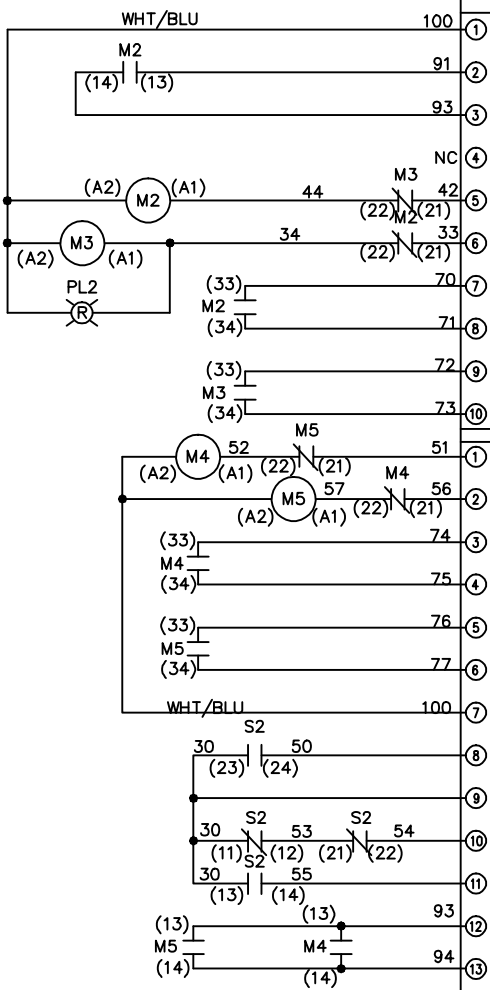 WHT/BLU 100 1
M2 91 2
(14) (13)
93 3
NC 4
M3
(A2) M2 (A1) 44 42 5
(22) (21)
M2
M3 34 33 6
(A2) (A1) (22) (21)
PL2
R
(33) 70 7
M2
(34) 71 8
(33) 72 9
M3
(34) 73 10
M5
M4 52 51 1
(A2) (A1) (22) (21)
M4
M5 57 56 2
(A2) (A1) (22) (21)
(33) 74 3
M4
(34) 75 4
(33) 76 5
M5
(34) 77 6
WHT/BLU 100 7
S2
30 50 8
(23) (24)
9
S2 S2
30 53 54 10
(11) (12) (21) (22)
S2
30 55 11
(13) (14)
(13) (13) 93 12
M5 M4
(14) (14) 94 13